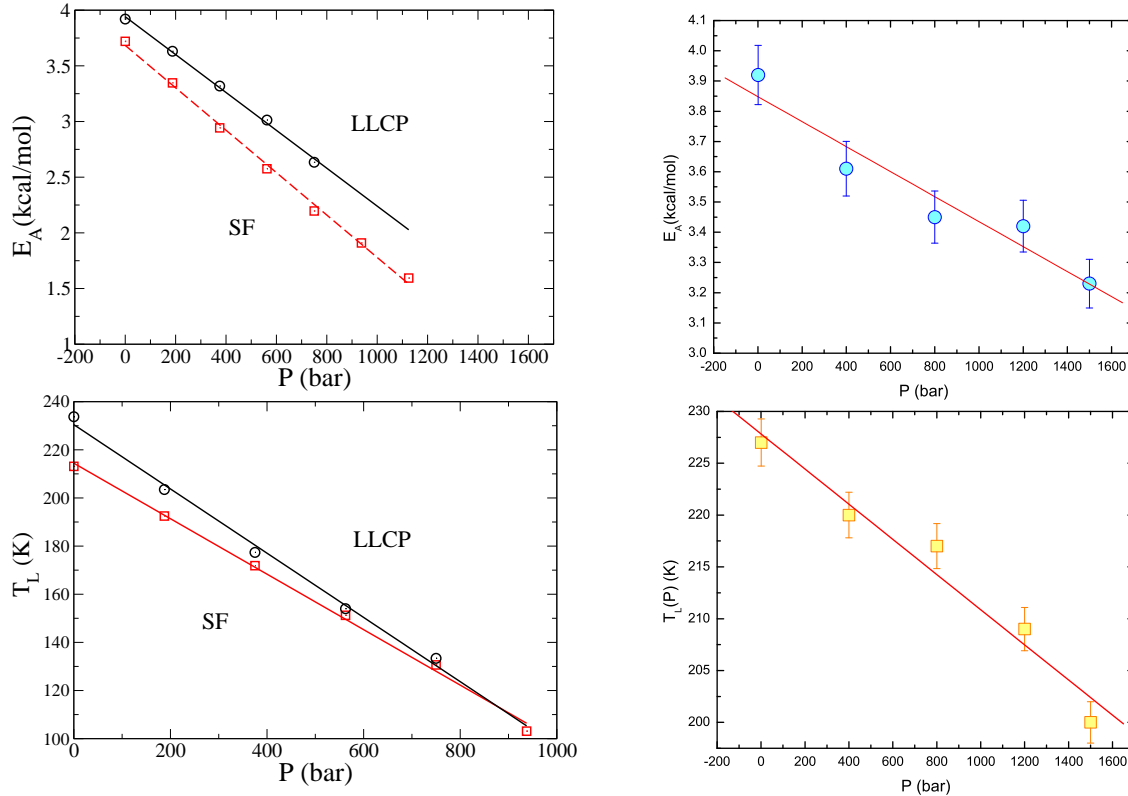 4
3.5
3
2.5
2
1.5
1
E_A(kcal/mol)
LLCP
SF
-200 0 200 400 600 800 1000 1200 1400 1600
P (bar)
4.1
4.0
3.9
3.8
3.7
3.6
3.5
3.4
3.3
3.2
3.1
3.0
E_A(kcal/mol)
-200 0 200 400 600 800 1000 1200 1400 1600
P (bar)
240
220
200
180
160
140
120
100
T_L (K)
LLCP
SF
0 200 400 600 800 1000
P (bar)
230
225
220
215
210
205
200
T_L(P) (K)
-200 0 200 400 600 800 1000 1200 1400 1600
P (bar)